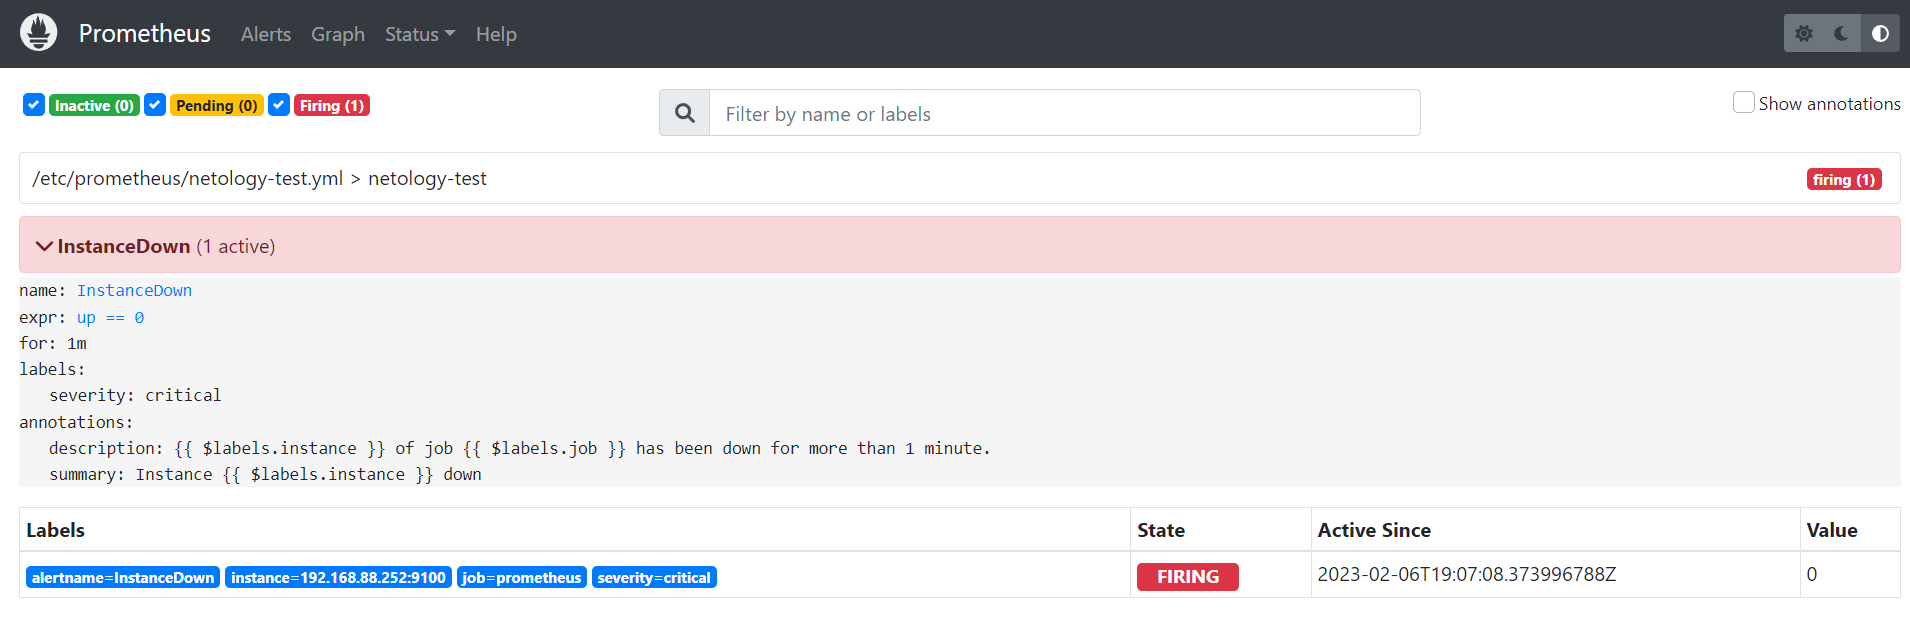 Prometheus Alerts Graph Status Help
Inactive (0) Pending (0) Firing (1) Filter by name or labels Show annotations
/etc/prometheus/netology-test.yml > netology-test firing (1)
InstanceDown (1 active)
name: InstanceDown
expr: up == 0
for: 1m
labels:
severity: critical
annotations:
description: {{ $labels.instance }} of job {{ $labels.job }} has been down for more than 1 minute.
summary: Instance {{ $labels.instance }} down
Labels State Active Since Value
alertname=InstanceDown instance=192.168.88.252:9100 job=prometheus severity=critical FIRING 2023-02-06T19:07:08.373996788Z 0